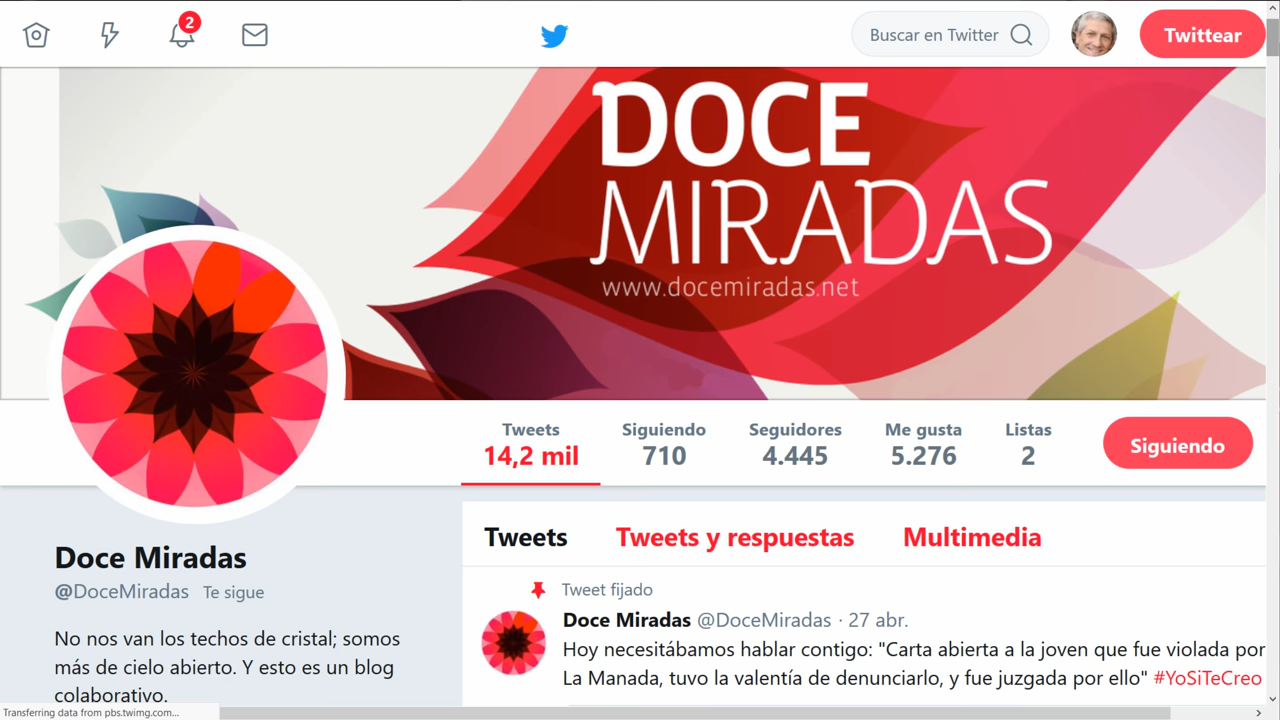 2
Buscar en Twitter
Twittear
DOCE
MIRADAS
www.docemiradas.net
Tweets
14,2 mil
Siguiendo
710
Seguidores
4.445
Me gusta
5.276
Listas
2
Siguiendo
Doce Miradas
@DoceMiradas Te sigue
No nos van los techos de cristal; somos
más de cielo abierto. Y esto es un blog
colaborativo.
Tweets Tweets y respuestas Multimedia
Tweet fijado
Doce Miradas @DoceMiradas · 27 abr.
Hoy necesitábamos hablar contigo: "Carta abierta a la joven que fue violada por
La Manada, tuvo la valentía de denunciarlo, y fue juzgada por ello" #YoSiTeCreo
Transferring data from pbs.twimg.com...